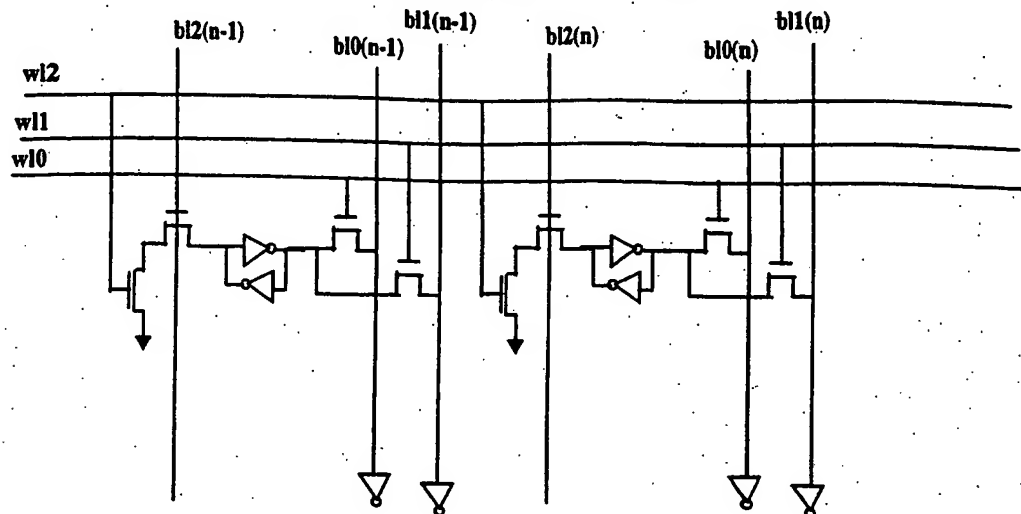 bl2(n-1)
bl0(n-1)
bl1(n-1)
bl2(n)
bl0(n)
bl1(n)
wl2
wl1
wl0